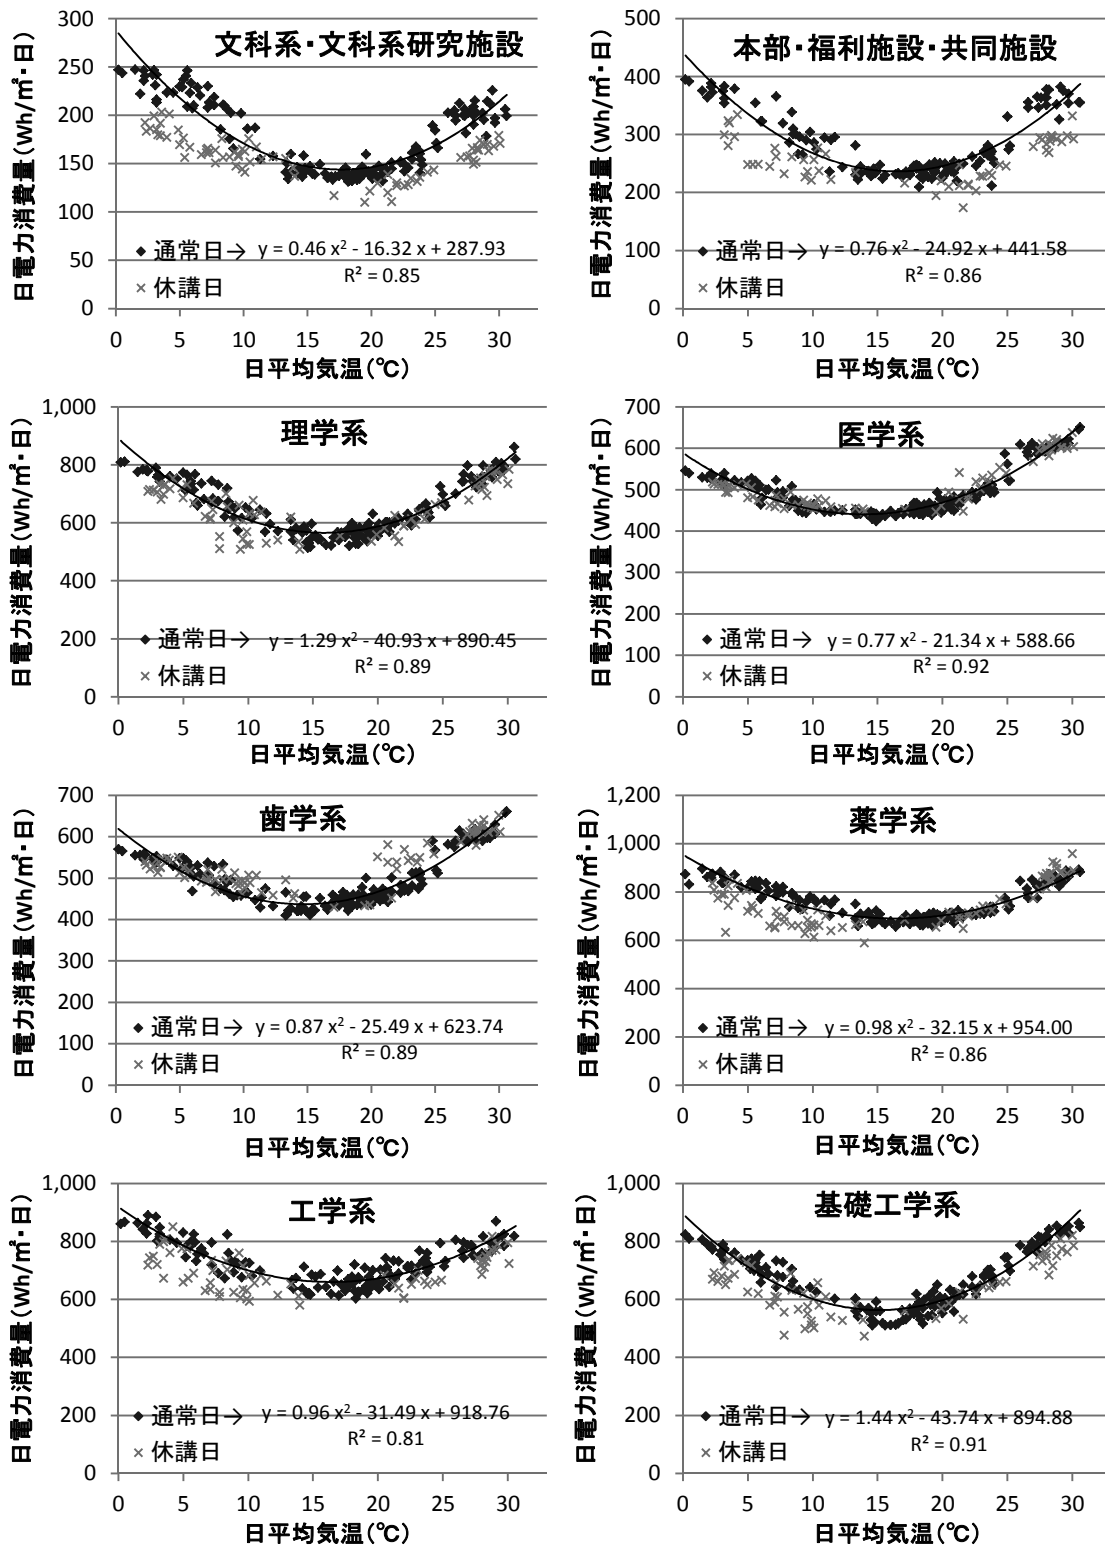 文科系・文科系研究施設
日電力消費量(Wh/㎡・日)
300
250
200
150
100
50
0
通常日→ y = 0.46 x² - 16.32 x + 287.93
R² = 0.85
休講日
0 5 10 15 20 25 30
日平均気温(℃)
本部・福利施設・共同施設
日電力消費量(Wh/㎡・日)
500
400
300
200
100
0
通常日→ y = 0.76 x² - 24.92 x + 441.58
R² = 0.86
休講日
0 5 10 15 20 25 30
日平均気温(℃)
理学系
日電力消費量(Wh/㎡・日)
1,000
800
600
400
200
0
通常日→ y = 1.29 x² - 40.93 x + 890.45
R² = 0.89
休講日
0 5 10 15 20 25 30
日平均気温(℃)
医学系
日電力消費量(Wh/㎡・日)
700
600
500
400
300
200
100
0
通常日→ y = 0.77 x² - 21.34 x + 588.66
R² = 0.92
休講日
0 5 10 15 20 25 30
日平均気温(℃)
歯学系
日電力消費量(Wh/㎡・日)
700
600
500
400
300
200
100
0
通常日→ y = 0.87 x² - 25.49 x + 623.74
R² = 0.89
休講日
0 5 10 15 20 25 30
日平均気温(℃)
薬学系
日電力消費量(Wh/㎡・日)
1,200
1,000
800
600
400
200
0
通常日→ y = 0.98 x² - 32.15 x + 954.00
R² = 0.86
休講日
0 5 10 15 20 25 30
日平均気温(℃)
工学系
日電力消費量(Wh/㎡・日)
1,000
800
600
400
200
0
通常日→ y = 0.96 x² - 31.49 x + 918.76
R² = 0.81
休講日
0 5 10 15 20 25 30
日平均気温(℃)
基礎工学系
日電力消費量(Wh/㎡・日)
1,000
800
600
400
200
0
通常日→ y = 1.44 x² - 43.74 x + 894.88
R² = 0.91
休講日
0 5 10 15 20 25 30
日平均気温(℃)